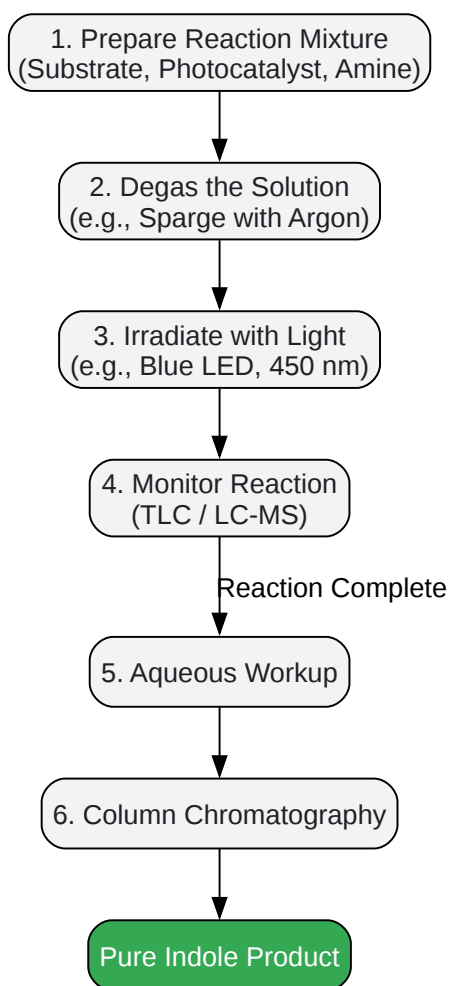 1. Prepare Reaction Mixture
(Substrate, Photocatalyst, Amine)
2. Degas the Solution
(e.g., Sparge with Argon)
3. Irradiate with Light
(e.g., Blue LED, 450 nm)
4. Monitor Reaction
(TLC / LC-MS)
Reaction Complete
5. Aqueous Workup
6. Column Chromatography
Pure Indole Product